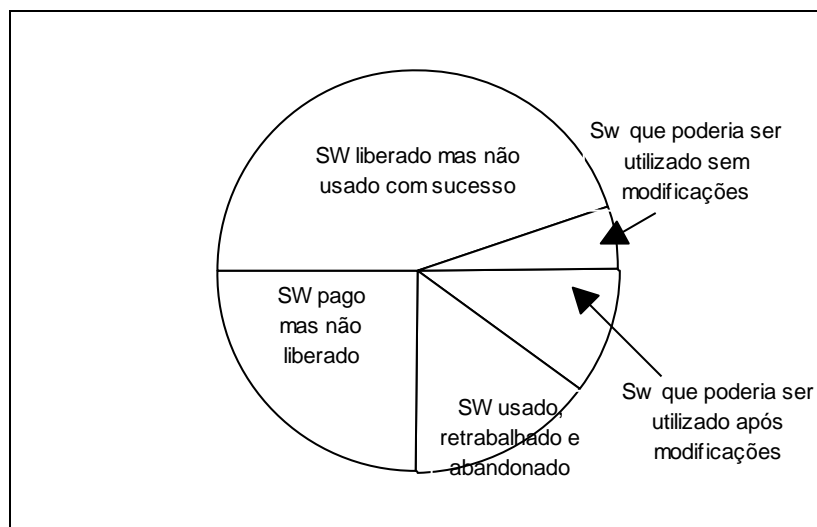 SW liberado mas não
usado com sucesso
Sw que poderia ser
utilizado sem
modificações
SW pago
mas não
liberado
SW usado,
retrabalhado e
abandonado
Sw que poderia ser
utilizado após
modificações